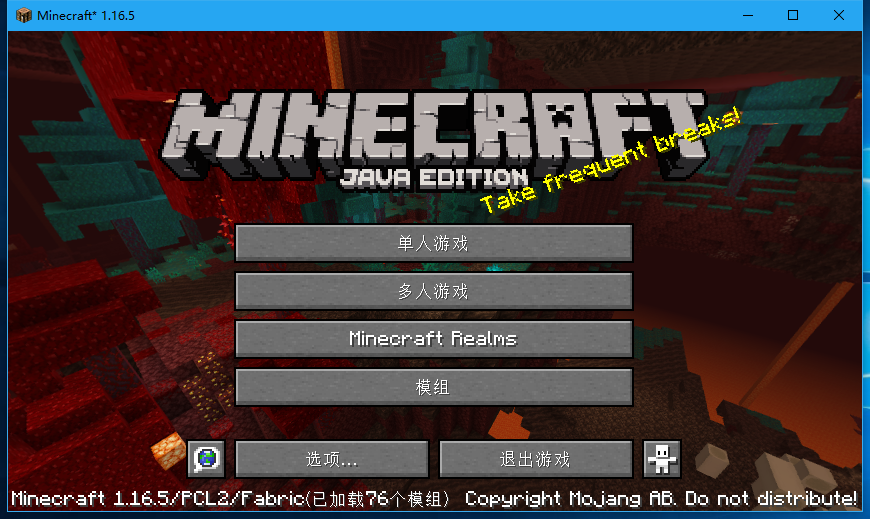 Minecraft* 1.16.5
MINECRAFT
JAVA EDITION
Take frequent breaks!
单人游戏
多人游戏
Minecraft Realms
模组
选项...
退出游戏
Minecraft 1.16.5/PCL2/Fabric(已加载76个模组) Copyright Mojang AB. Do not distribute!